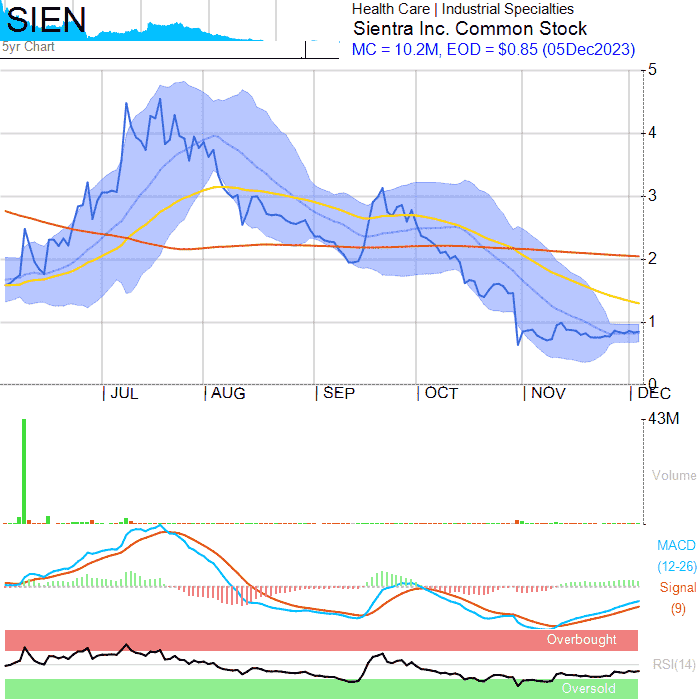 SIEN
5yr Chart
Health Care | Industrial Specialties
Sientra Inc. Common Stock
MC = 10.2M, EOD = $0.85 (05Dec2023)
5
4
3
2
1
0
| JUL | AUG | SEP | OCT | NOV | DEC
43M
Volume
MACD
(12-26)
Signal
(9)
Overbought
RSI(14)
Oversold